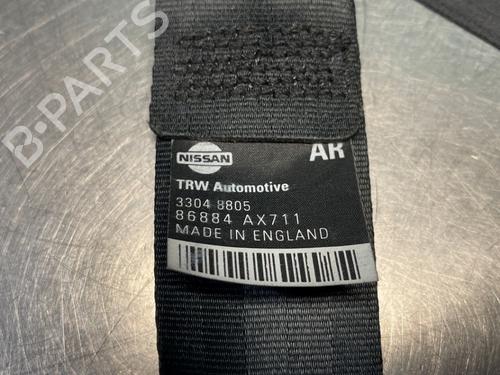 NISSAN
AR
TRW Automotive
3304 8805
86884 AX711
MADE IN ENGLAND
B-PARTS